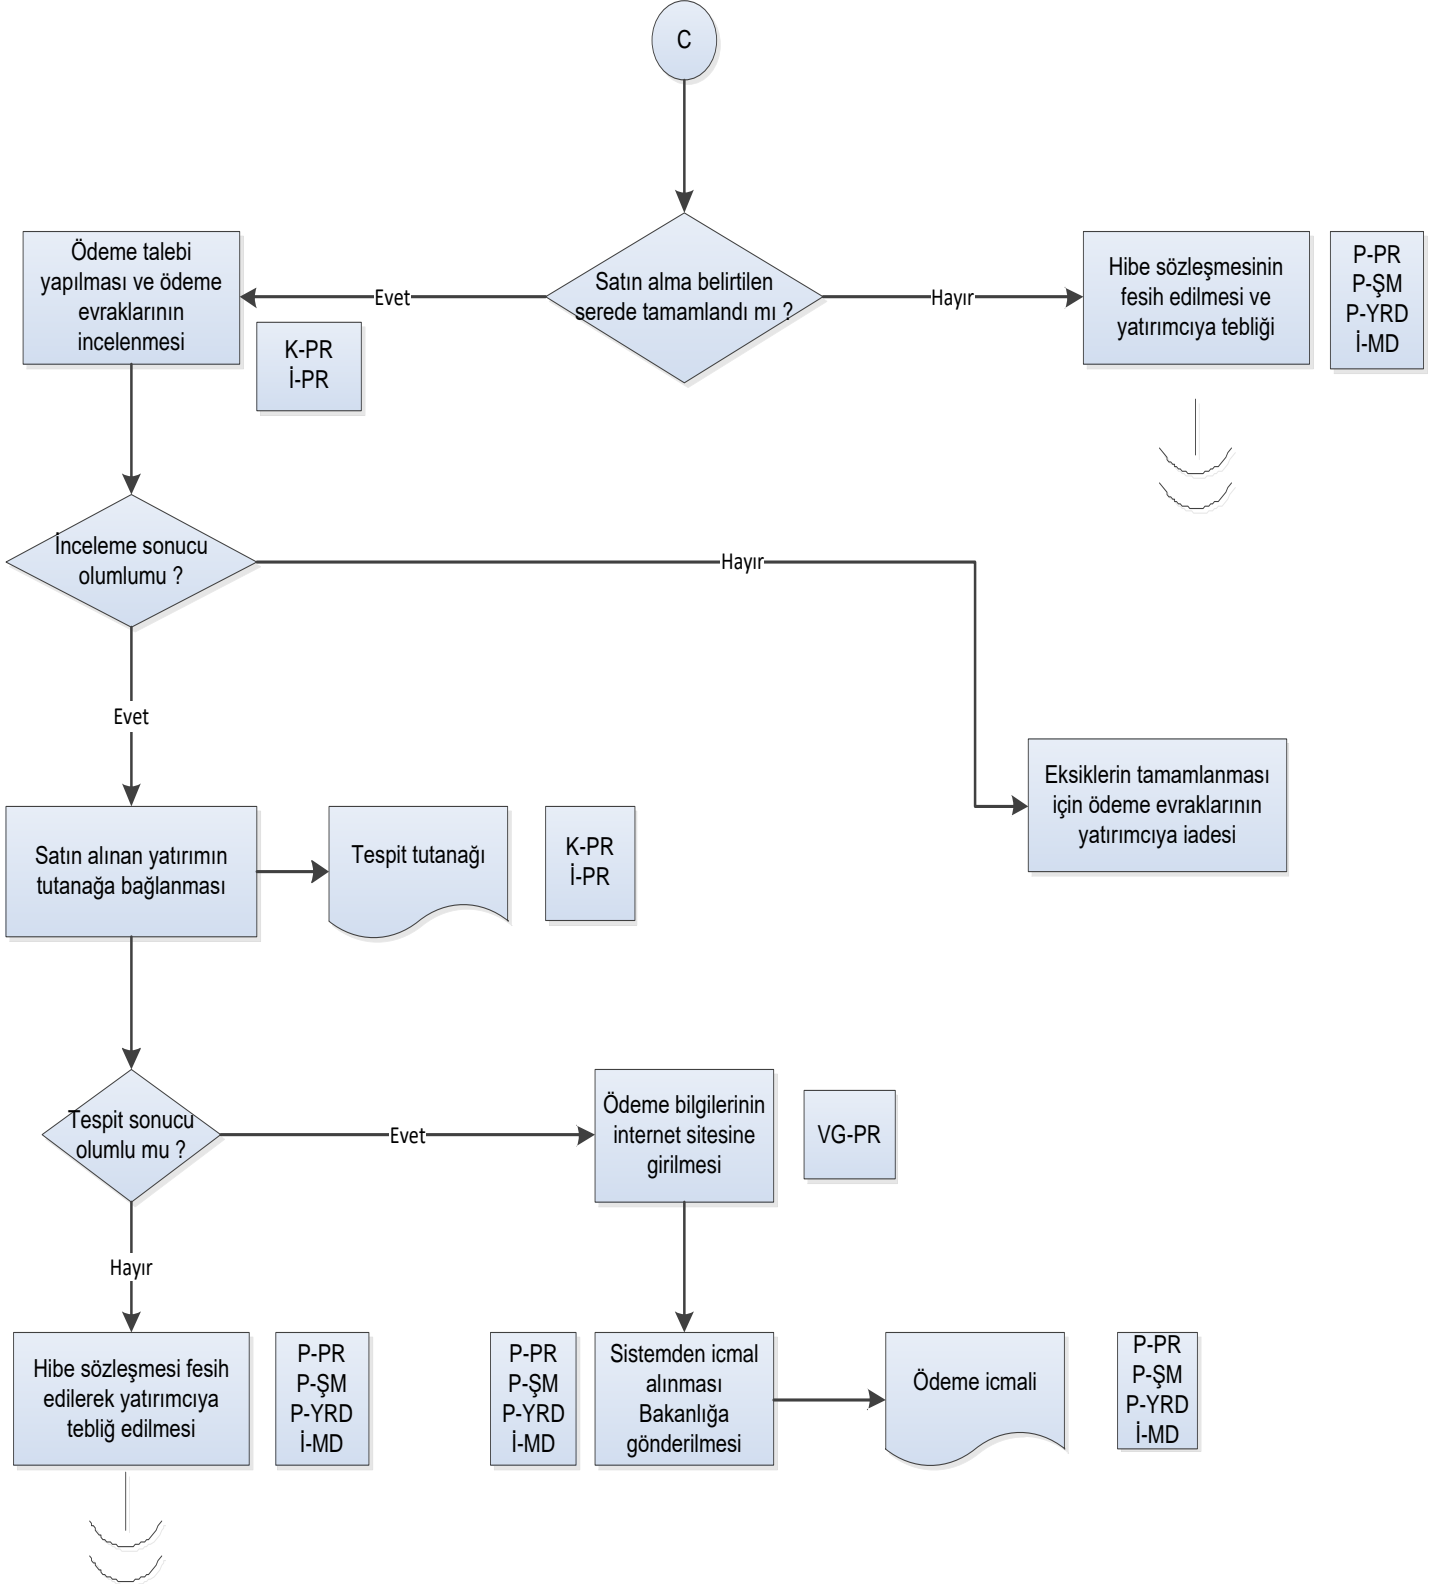 C
Satın alma belirtilen
serede tamamlandı mı ?
Evet
Hayır
Ödeme talebi
yapılması ve ödeme
evraklarının
incelenmesi
K-PR
İ-PR
Hibe sözleşmesinin
fesih edilmesi ve
yatırımcıya tebliği
P-PR
P-ŞM
P-YRD
İ-MD
İnceleme sonucu
olumlumu ?
Hayır
Evet
Eksiklerin tamamlanması
için ödeme evraklarının
yatırımcıya iadesi
Satın alınan yatırımın
tutanağa bağlanması
Tespit tutanağı
K-PR
İ-PR
Tespit sonucu
olumlu mu ?
Evet
Ödeme bilgilerinin
internet sitesine
girilmesi
VG-PR
Hayır
Hibe sözleşmesi fesih
edilerek yatırımcıya
tebliğ edilmesi
P-PR
P-ŞM
P-YRD
İ-MD
P-PR
P-ŞM
P-YRD
İ-MD
Sistemden icmal
alınması
Bakanlığa
gönderilmesi
Ödeme icmali
P-PR
P-ŞM
P-YRD
İ-MD